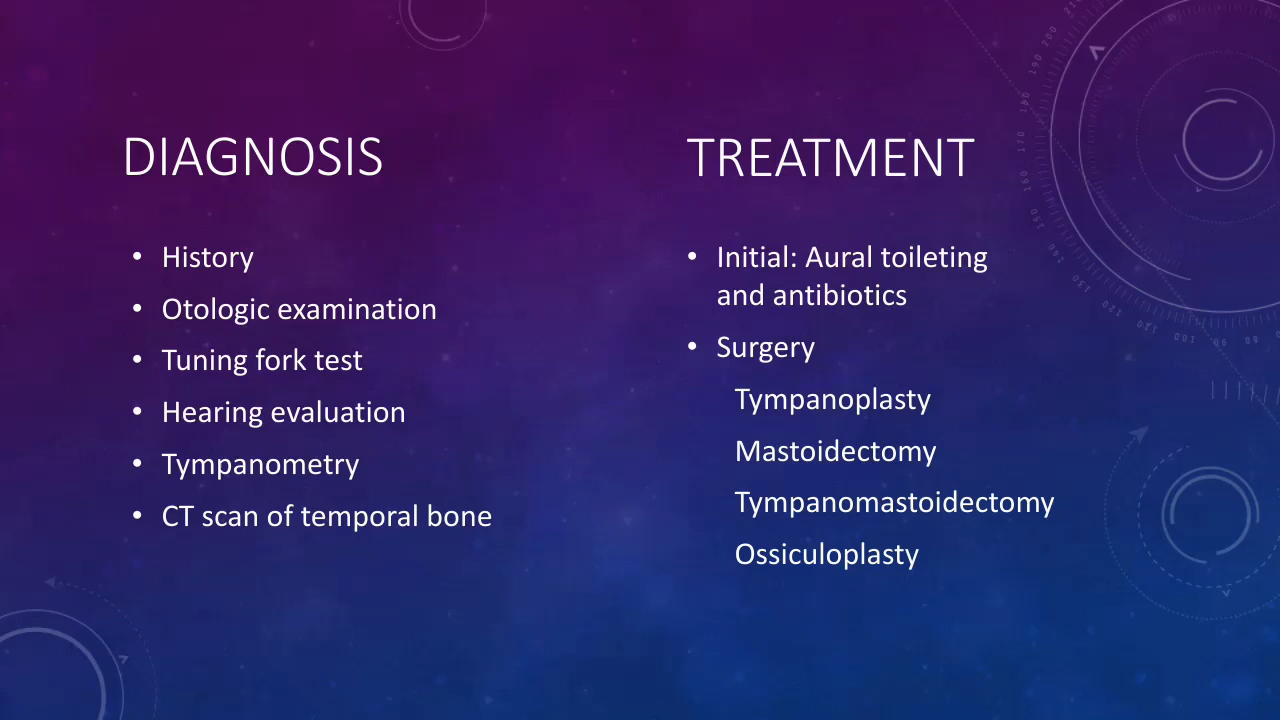 DIAGNOSIS
• History
• Otologic examination
• Tuning fork test
• Hearing evaluation
• Tympanometry
• CT scan of temporal bone
TREATMENT
• Initial: Aural toileting
and antibiotics
• Surgery
Tympanoplasty
Mastoidectomy
Tympanomastoidectomy
Ossiculoplasty